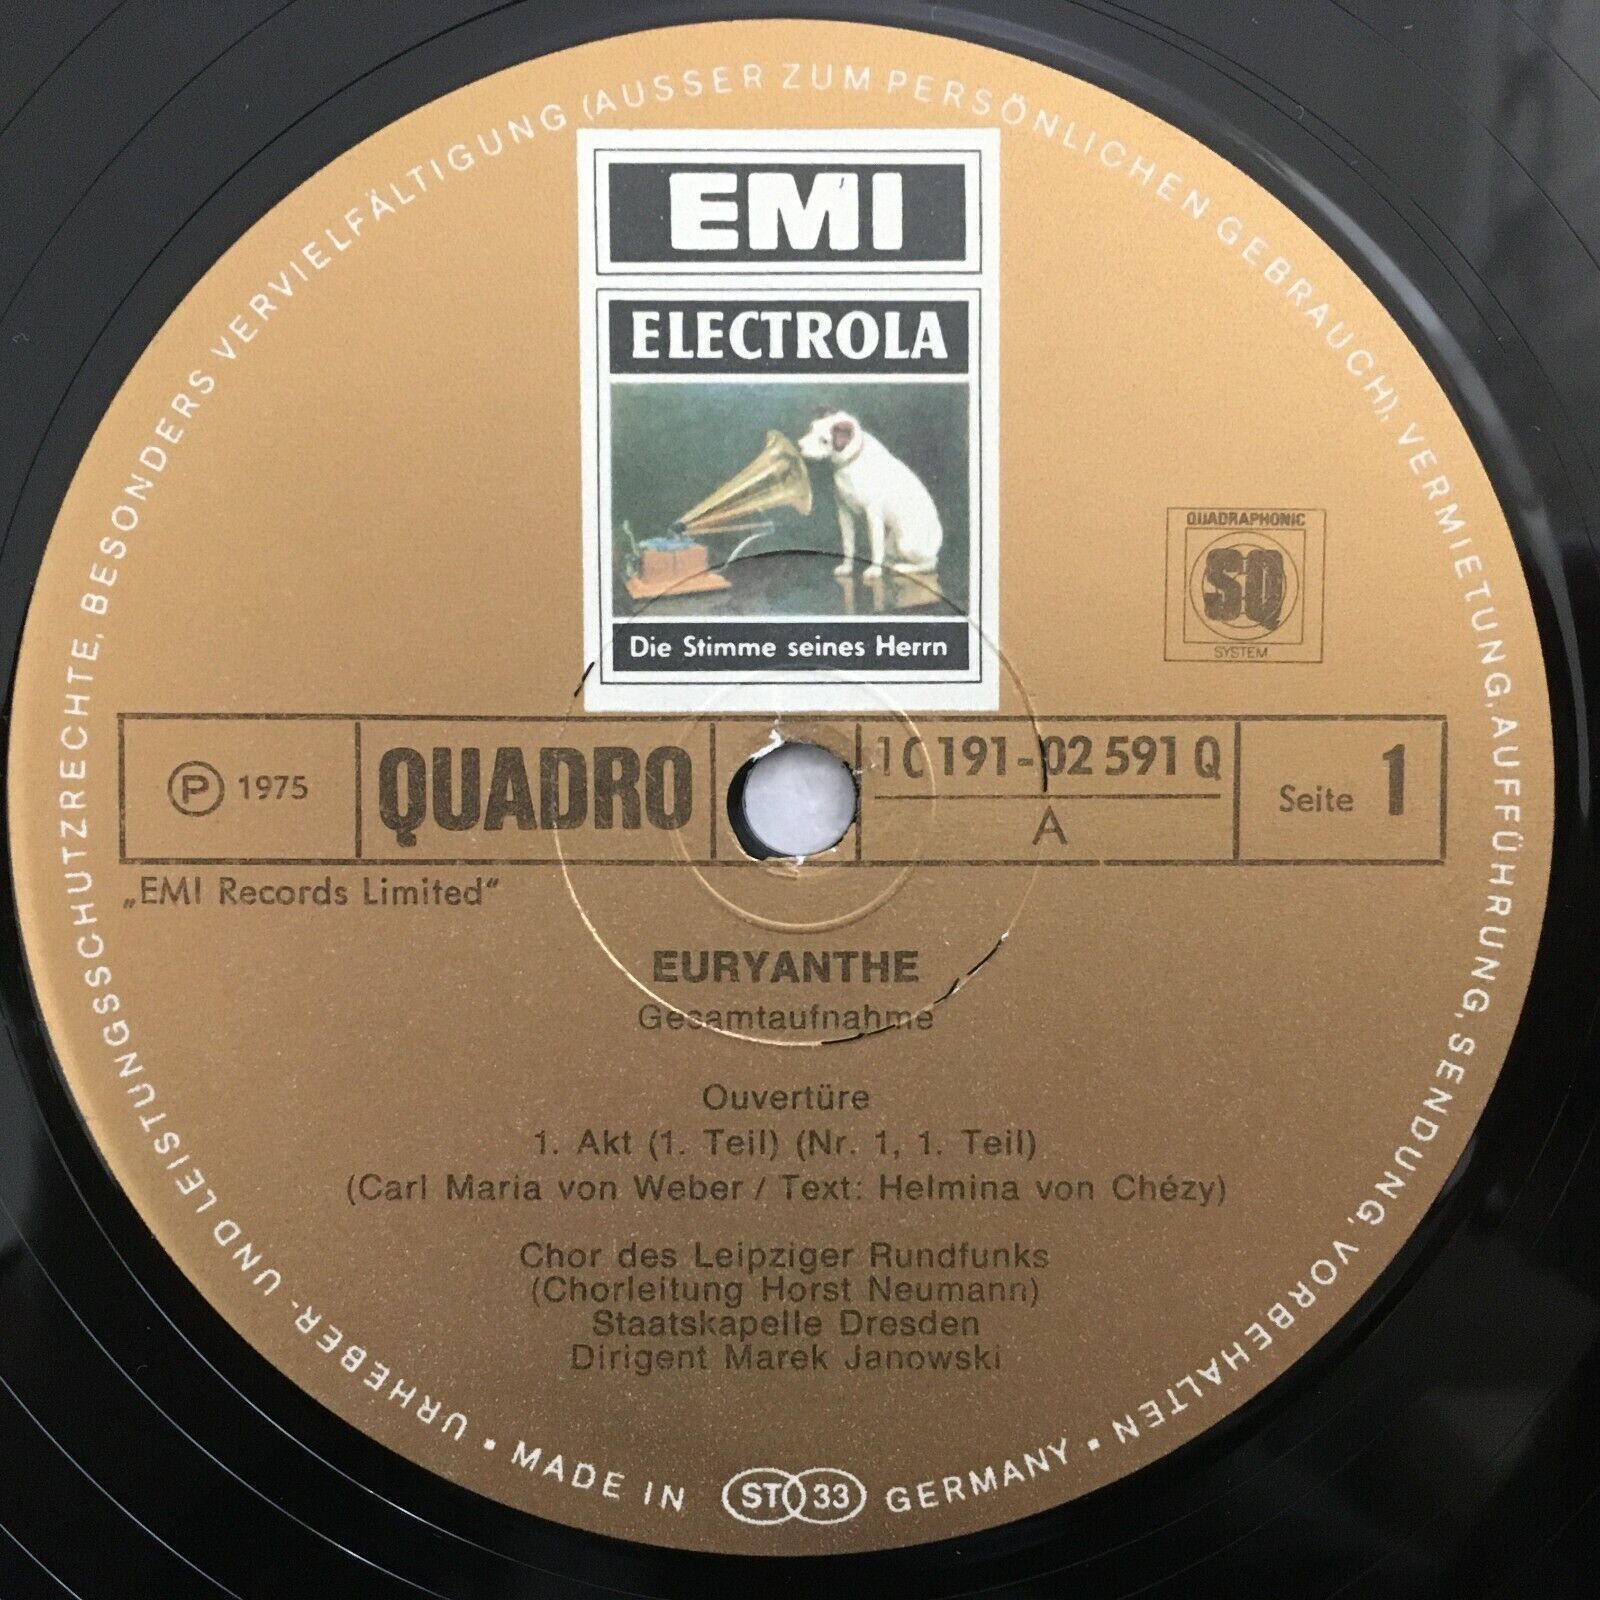 URHEBER- UND LEISTUNGSSCHUTZRECHTE, BESONDERS VERVIELFÄLTIGUNG (AUSSER ZUM PERSÖNLICHEN GEBRAUCH), VERMIETUNG, AUFFÜHRUNG, SENDUNG, VORBEHALTEN
EMI
ELECTROLA
Die Stimme seines Herrn
QUADRAPHONIC
SQ
SYSTEM
Ⓟ 1975
QUADRO
1 C 191-02 591 Q
A
Seite 1
„EMI Records Limited“
EURYANTHE
Gesamtaufnahme
Ouvertüre
1. Akt (1. Teil) (Nr. 1, 1. Teil)
(Carl Maria von Weber / Text: Helmina von Chézy)
Chor des Leipziger Rundfunks
(Chorleitung Horst Neumann)
Staatskapelle Dresden
Dirigent Marek Janowski
• MADE IN ST 33 GERMANY •